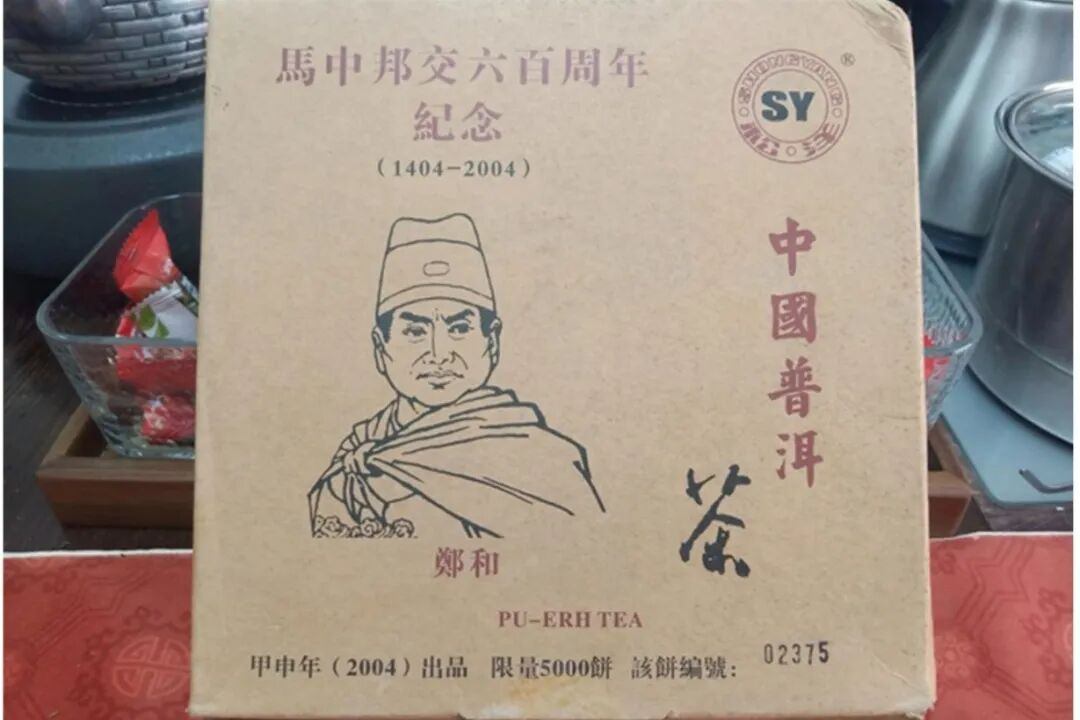 馬中邦交六百周年
紀念
(1404-2004)
SHENGYANG
SY
®
中國普洱
茶
鄭和
PU-ERH TEA
甲申年(2004)出品 限量5000餅 該餅編號: 02375